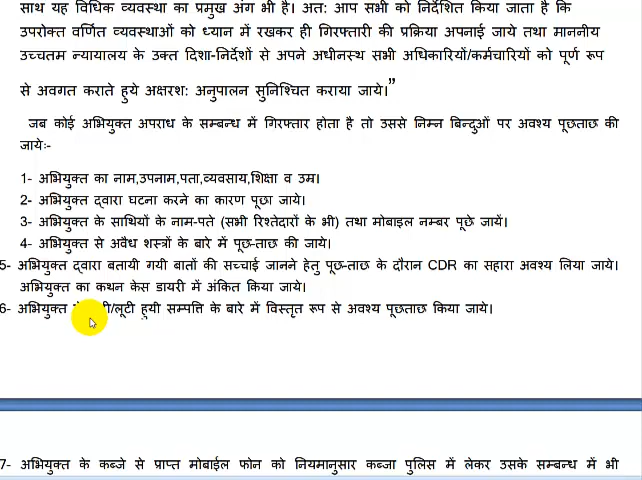 साथ यह विधिक व्यवस्था का प्रमुख अंग भी है। अत: आप सभी को निर्देशित किया जाता है कि
उपरोक्त वर्णित व्यवस्थाओं को ध्यान में रखकर ही गिरफ्तारी की प्रक्रिया अपनाई जाये तथा माननीय
उच्चतम न्यायालय के उक्त दिशा-निर्देशों से अपने अधीनस्थ सभी अधिकारियों/कर्मचारियों को पूर्ण रूप
से अवगत कराते हुये अक्षरश: अनुपालन सुनिश्चित कराया जाये।”
जब कोई अभियुक्त अपराध के सम्बन्ध में गिरफ्तार होता है तो उससे निम्न बिन्दुओं पर अवश्य पूछताछ की
जाये:-
1- अभियुक्त का नाम,उपनाम,पता,व्यवसाय,शिक्षा व उम्र।
2- अभियुक्त द्वारा घटना करने का कारण पूछा जाये।
3- अभियुक्त के साथियों के नाम-पते (सभी रिश्तेदारों के भी) तथा मोबाइल नम्बर पूछे जायें।
4- अभियुक्त से अवैध शस्त्रों के बारे में पूछ-ताछ की जाये।
5- अभियुक्त द्वारा बतायी गयी बातों की सच्चाई जानने हेतु पूछ-ताछ के दौरान CDR का सहारा अवश्य लिया जाये।
अभियुक्त का कथन केस डायरी में अंकित किया जाये।
6- अभियुक्त /लूटी हुयी सम्पत्ति के बारे में विस्तृत रूप से अवश्य पूछताछ किया जाये।
7- अभियुक्त के कब्जे से प्राप्त मोबाईल फोन को नियमानुसार कब्जा पुलिस में लेकर उसके सम्बन्ध में भी